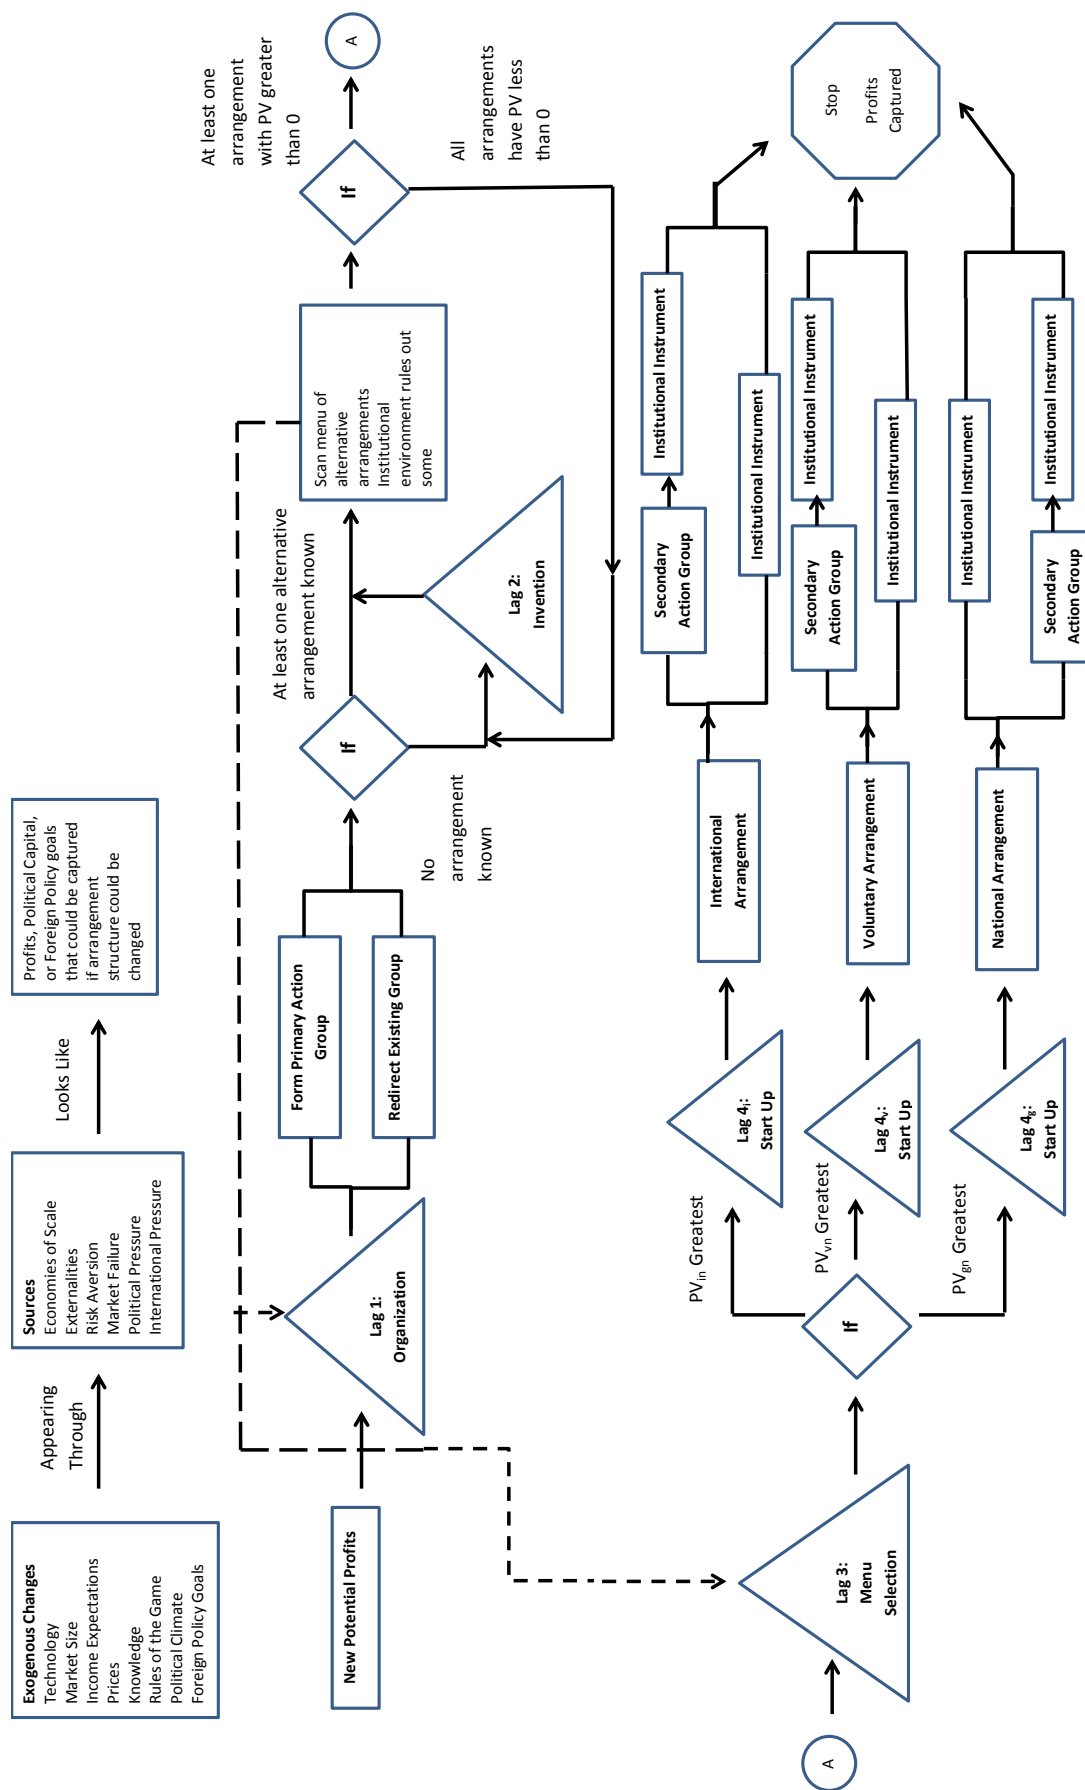 Exogenous Changes
Technology
Market Size
Income Expectations
Prices
Knowledge
Rules of the Game
Political Climate
Foreign Policy Goals
Appearing
Through
Sources
Economies of Scale
Externalities
Risk Aversion
Market Failure
Political Pressure
International Pressure
Looks Like
Profits, Political Capital,
or Foreign Policy goals
that could be captured
if arrangement
structure could be
changed
New Potential Profits
Lag 1:
Organization
Form Primary Action
Group
Redirect Existing Group
If
At least one alternative
arrangement known
No
arrangement
known
Lag 2:
Invention
Scan menu of
alternative
arrangements
Institutional
environment rules out
some
If
At least one
arrangement
with PV greater
than 0
All
arrangements
have PV less
than 0
A
A
Lag 3:
Menu
Selection
If
PVin Greatest
PVvn Greatest
PVgn Greatest
Lag 4i:
Start Up
Lag 4v:
Start Up
Lag 4g:
Start Up
International
Arrangement
Voluntary Arrangement
National Arrangement
Secondary
Action Group
Institutional Instrument
Institutional Instrument
Secondary
Action Group
Institutional Instrument
Institutional Instrument
Institutional Instrument
Secondary
Action Group
Institutional Instrument
Stop
Profits
Captured